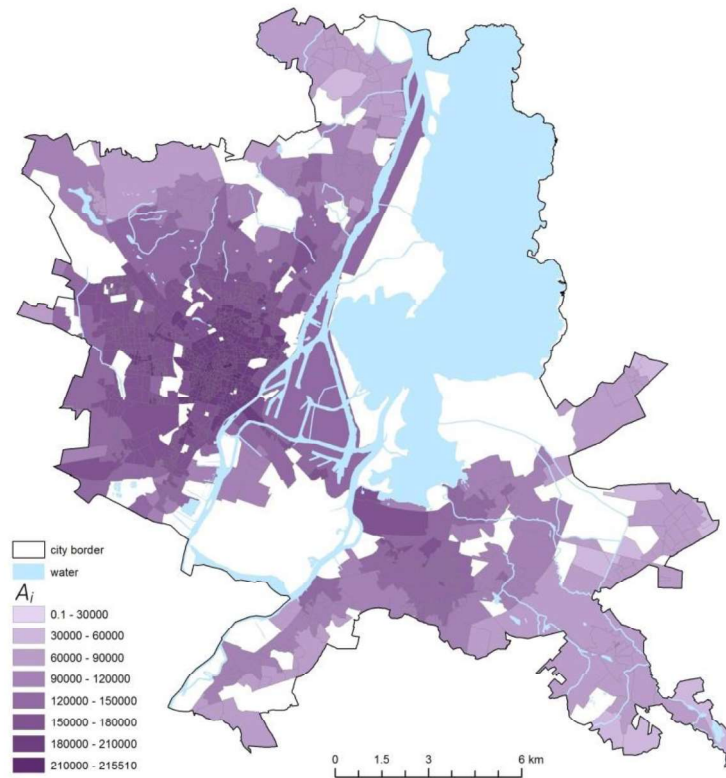 city border
water
Ai
0.1 - 30000
30000 - 60000
60000 - 90000
90000 - 120000
120000 - 150000
150000 - 180000
180000 - 210000
210000 - 215510
0 1.5 3 6 km